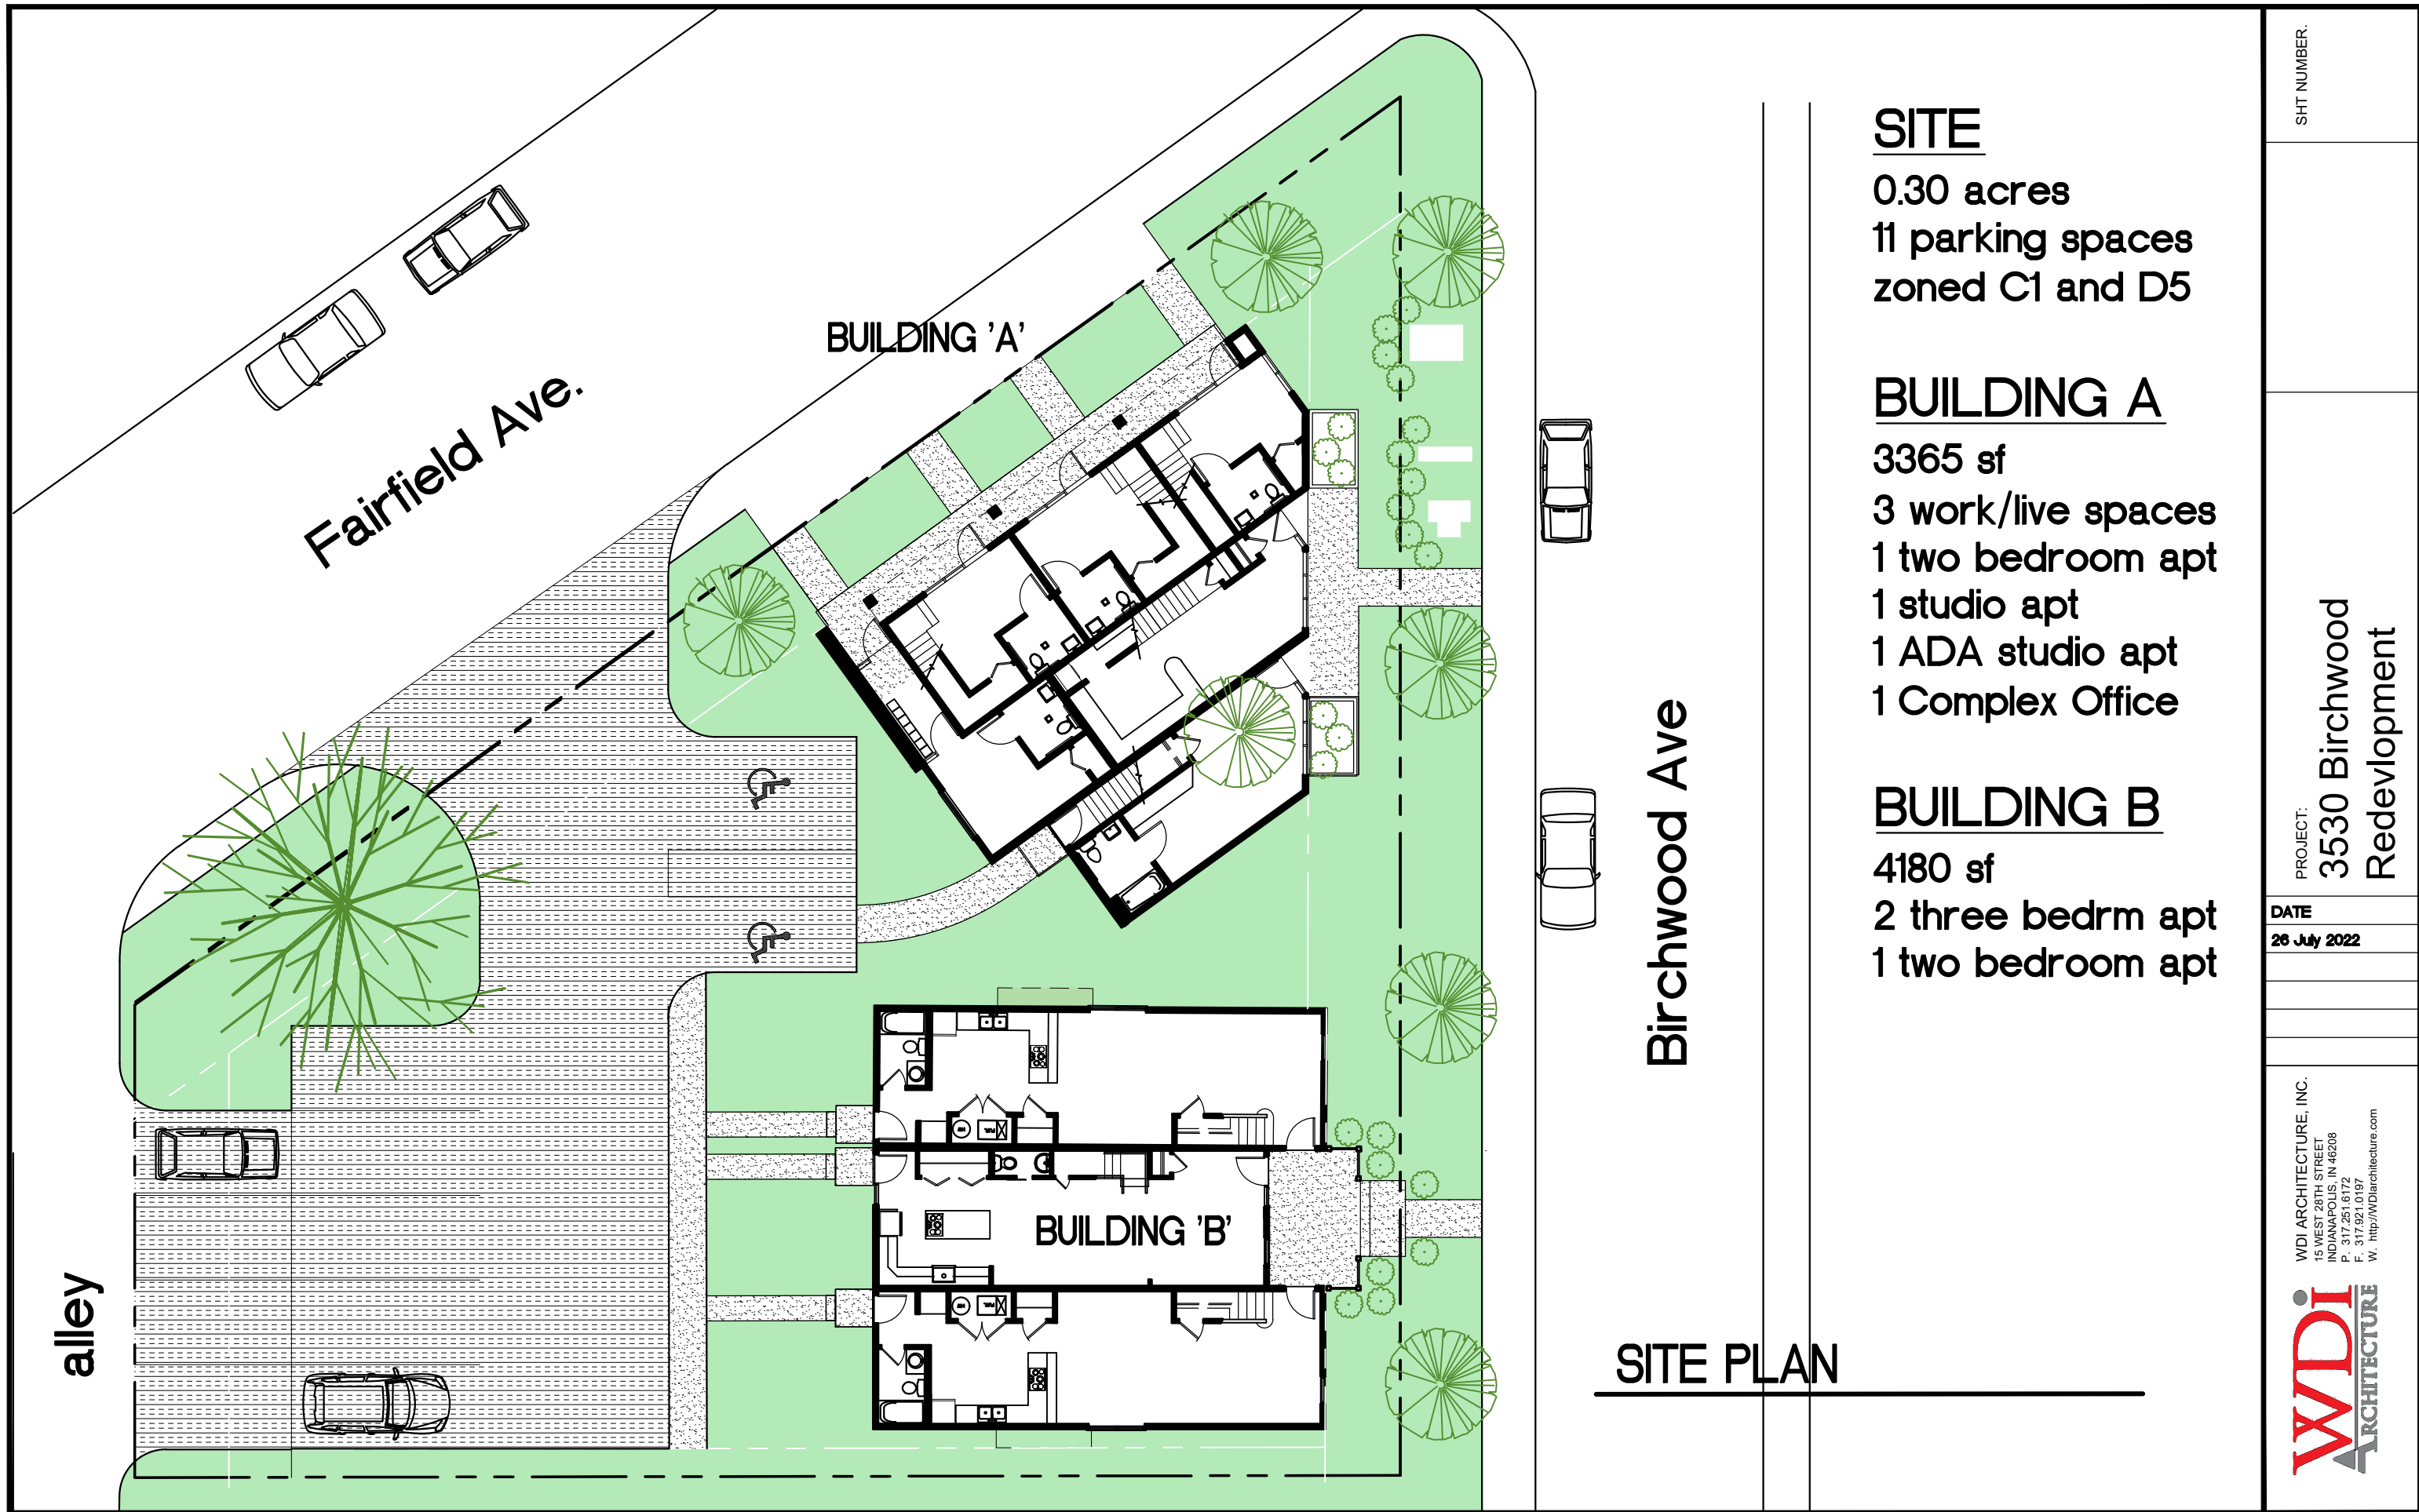 Fairfield Ave.
BUILDING 'A'
BUILDING 'B'
alley
Birchwood Ave
SITE PLAN
SITE
0.30 acres
11 parking spaces
zoned C1 and D5
BUILDING A
3365 sf
3 work/live spaces
1 two bedroom apt
1 studio apt
1 ADA studio apt
1 Complex Office
BUILDING B
4180 sf
2 three bedrm apt
1 two bedroom apt
SHT NUMBER.
PROJECT:
3530 Birchwood
Redevlopment
DATE
26 July 2022
WDI ARCHITECTURE, INC.
15 WEST 28TH STREET
INDIANAPOLIS, IN 46208
P. 317.251.6172
F. 317.921.0197
W. http://WDIarchitecture.com
WDi
ARCHITECTURE